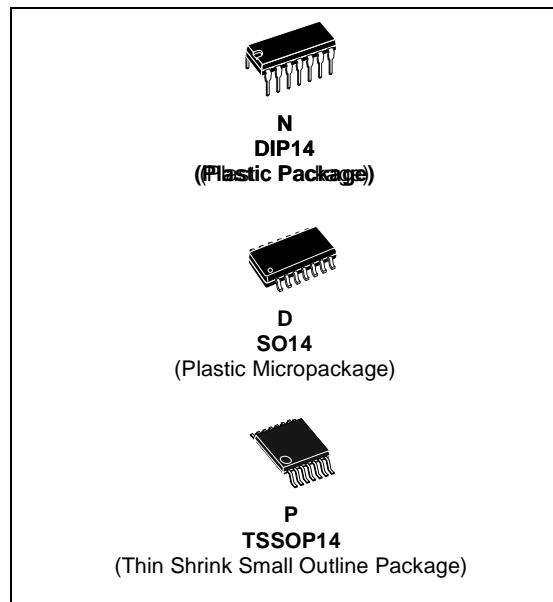 N
DIP14
(Plastic Package)
D
SO14
(Plastic Micropackage)
P
TSSOP14
(Thin Shrink Small Outline Package)